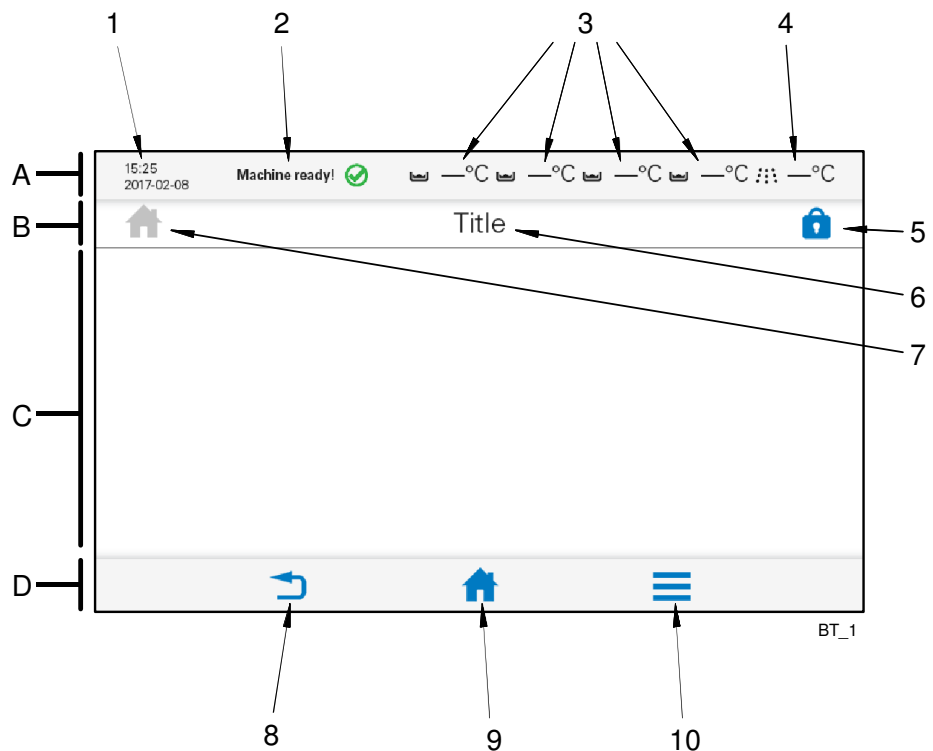 1 2 3 4
A
15:25
2017-02-08
Machine ready!
—°C —°C —°C —°C —°C
B
Title
5
6
7
C
D
BT_1
8 9 10